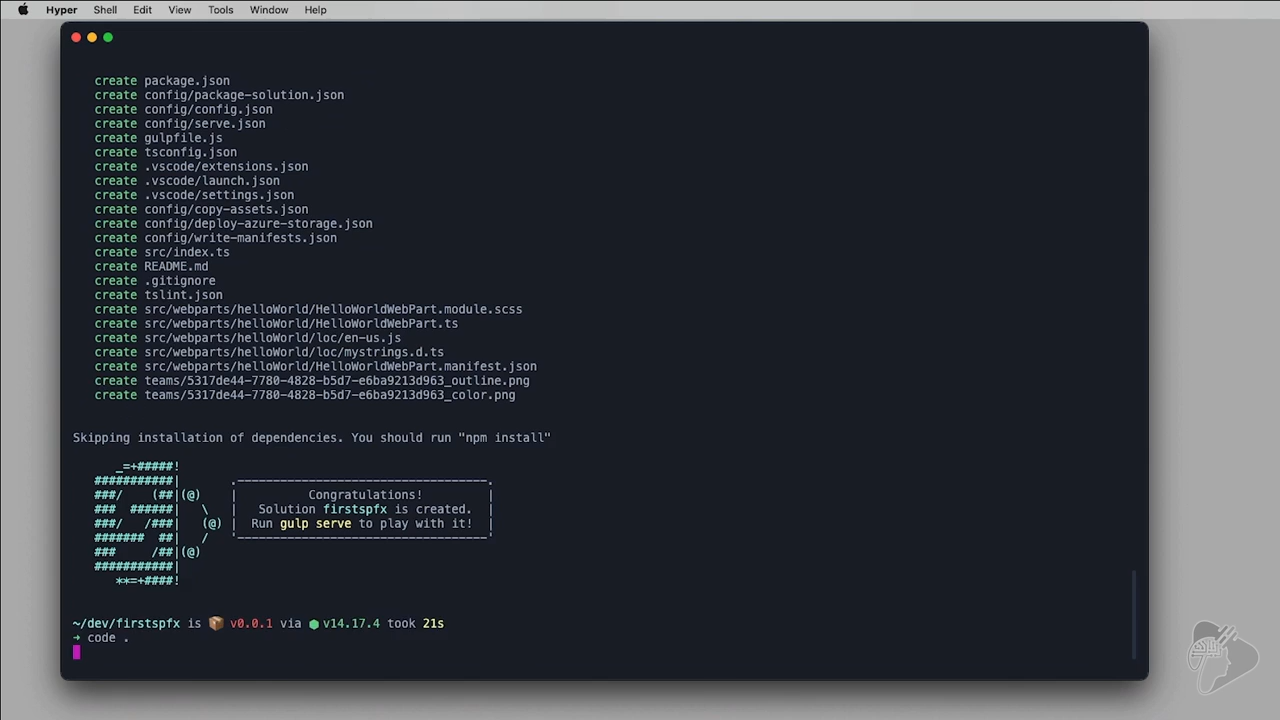 Hyper Shell Edit View Tools Window Help
create package.json
create config/package-solution.json
create config/config.json
create config/serve.json
create gulpfile.js
create tsconfig.json
create .vscode/extensions.json
create .vscode/launch.json
create .vscode/settings.json
create config/copy-assets.json
create config/deploy-azure-storage.json
create config/write-manifests.json
create src/index.ts
create README.md
create .gitignore
create tslint.json
create src/webparts/helloWorld/HelloWorldWebPart.module.scss
create src/webparts/helloWorld/HelloWorldWebPart.ts
create src/webparts/helloWorld/loc/en-us.js
create src/webparts/helloWorld/loc/mystrings.d.ts
create src/webparts/helloWorld/HelloWorldWebPart.manifest.json
create teams/5317de44-7780-4828-b5d7-e6ba9213d963_outline.png
create teams/5317de44-7780-4828-b5d7-e6ba9213d963_color.png
Skipping installation of dependencies. You should run "npm install"
      _=+#####!
   ###########|      .-----------------------------------.
   ###/    (##|(@)    |          Congratulations!         |
   ###  ######|   \   |   Solution firstspfx is created.  |
   ###/   /###|   (@) |  Run gulp serve to play with it!  |
   #######  ##|   /   '-----------------------------------'
   ###     /##|(@)
   ###########|
      **=+####!
~/dev/firstspfx is 📦 v0.0.1 via ⬢ v14.17.4 took 21s
➜ code .